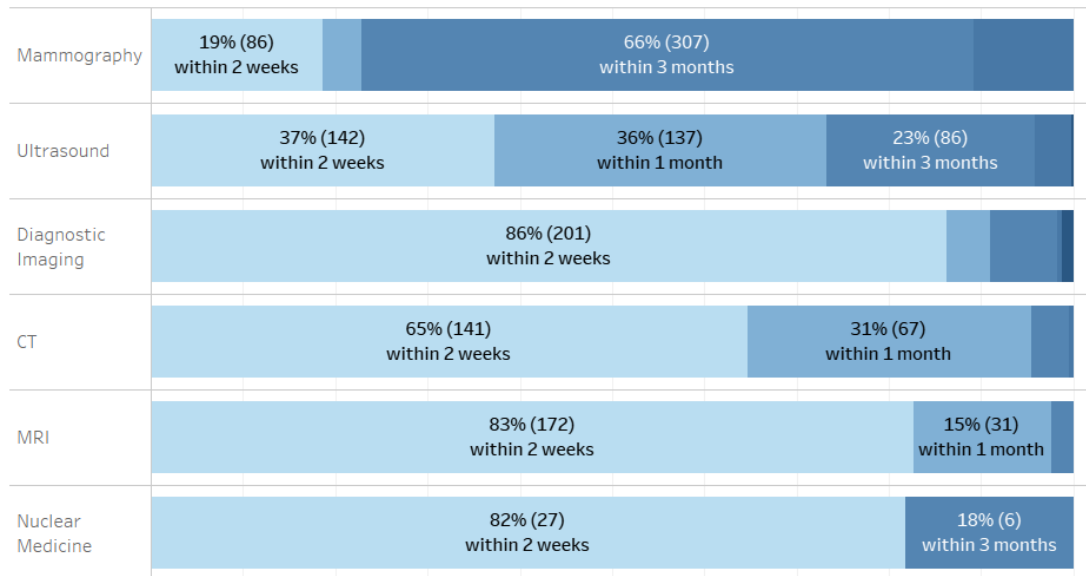 Mammography
19% (86)
within 2 weeks
66% (307)
within 3 months
Ultrasound
37% (142)
within 2 weeks
36% (137)
within 1 month
23% (86)
within 3 months
Diagnostic
Imaging
86% (201)
within 2 weeks
CT
65% (141)
within 2 weeks
31% (67)
within 1 month
MRI
83% (172)
within 2 weeks
15% (31)
within 1 month
Nuclear
Medicine
82% (27)
within 2 weeks
18% (6)
within 3 months